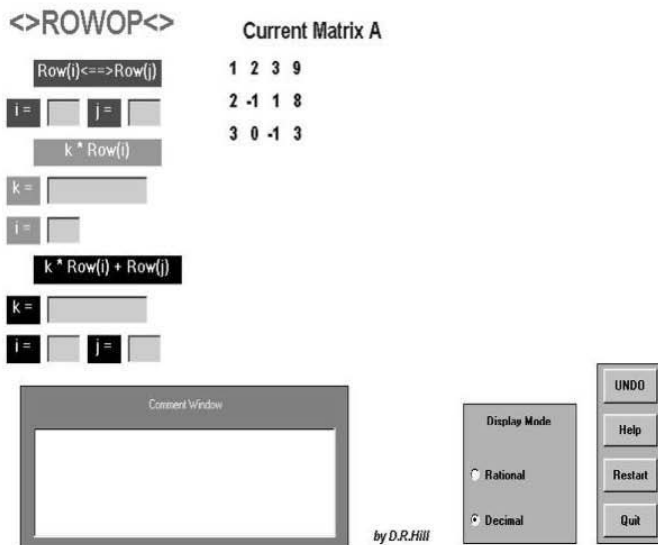 <>ROWOP<>
Current Matrix A
Row(i)<==>Row(j)
1 2 3 9
i = j =
2 -1 1 8
k * Row(i)
3 0 -1 3
k =
i =
k * Row(i) + Row(j)
k =
i = j =
Comment Window
Display Mode
Rational
Decimal
UNDO
Help
Restart
Quit
by D.R.Hill